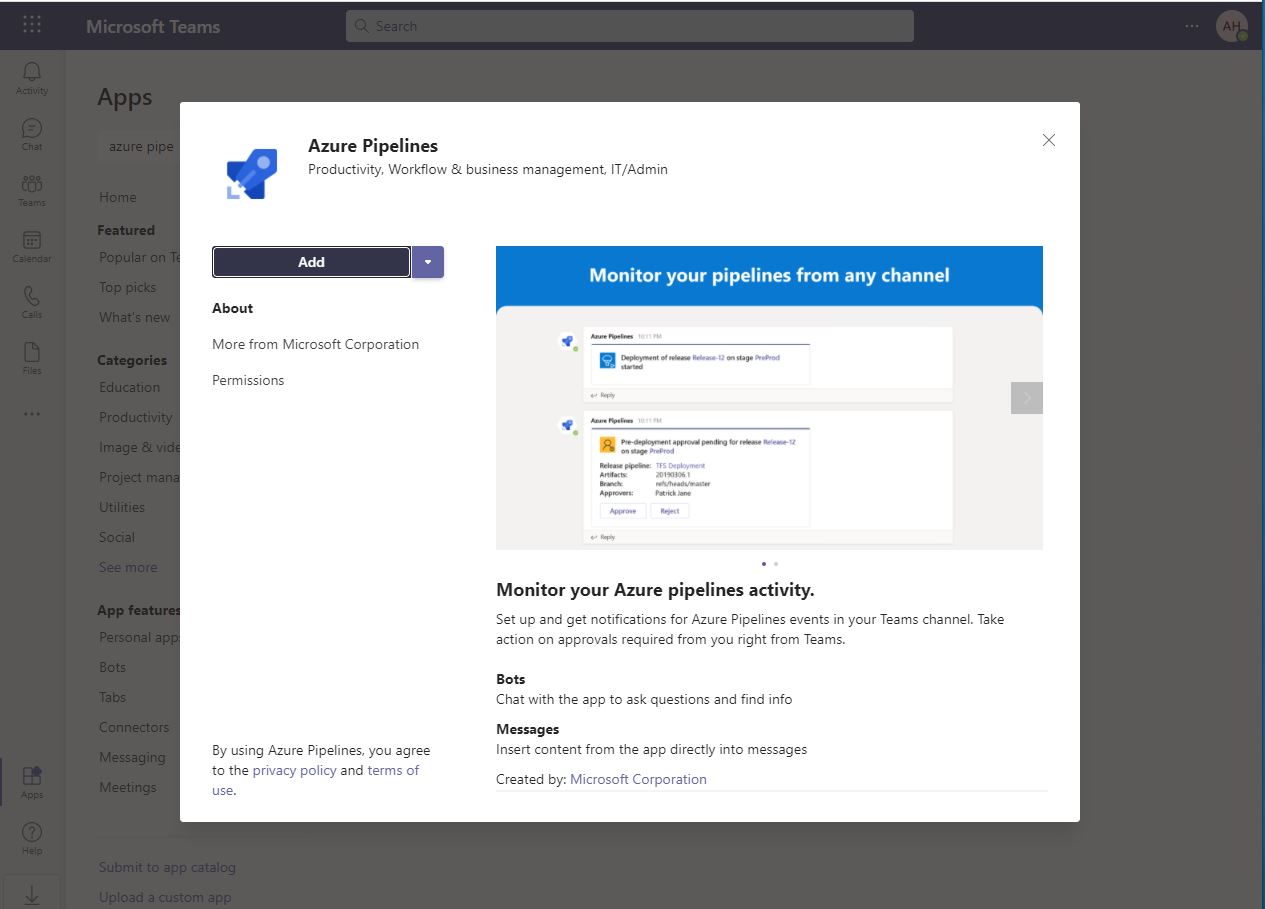 Microsoft Teams
Search
AH
Activity
Chat
Teams
Calendar
Calls
Files
Apps
Help
Apps
azure pipe
Home
Featured
Popular on Te
Top picks
What's new
Categories
Education
Productivity
Image & vide
Project mana
Utilities
Social
See more
App features
Personal apps
Bots
Tabs
Connectors
Messaging
Meetings
Submit to app catalog
Upload a custom app
Azure Pipelines
Productivity, Workflow & business management, IT/Admin
Add
About
More from Microsoft Corporation
Permissions
By using Azure Pipelines, you agree
to the privacy policy and terms of
use.
Monitor your pipelines from any channel
Azure Pipelines 10:11 PM
Deployment of release Release-12 on stage PreProd
started
Reply
Azure Pipelines 10:11 PM
Pre-deployment approval pending for release Release-12
on stage PreProd
Release pipeline: TFS Deployment
Artifacts: 20190306.1
Branch: refs/heads/master
Approvers: Patrick Jane
Approve Reject
Reply
Monitor your Azure pipelines activity.
Set up and get notifications for Azure Pipelines events in your Teams channel. Take
action on approvals required from you right from Teams.
Bots
Chat with the app to ask questions and find info
Messages
Insert content from the app directly into messages
Created by: Microsoft Corporation